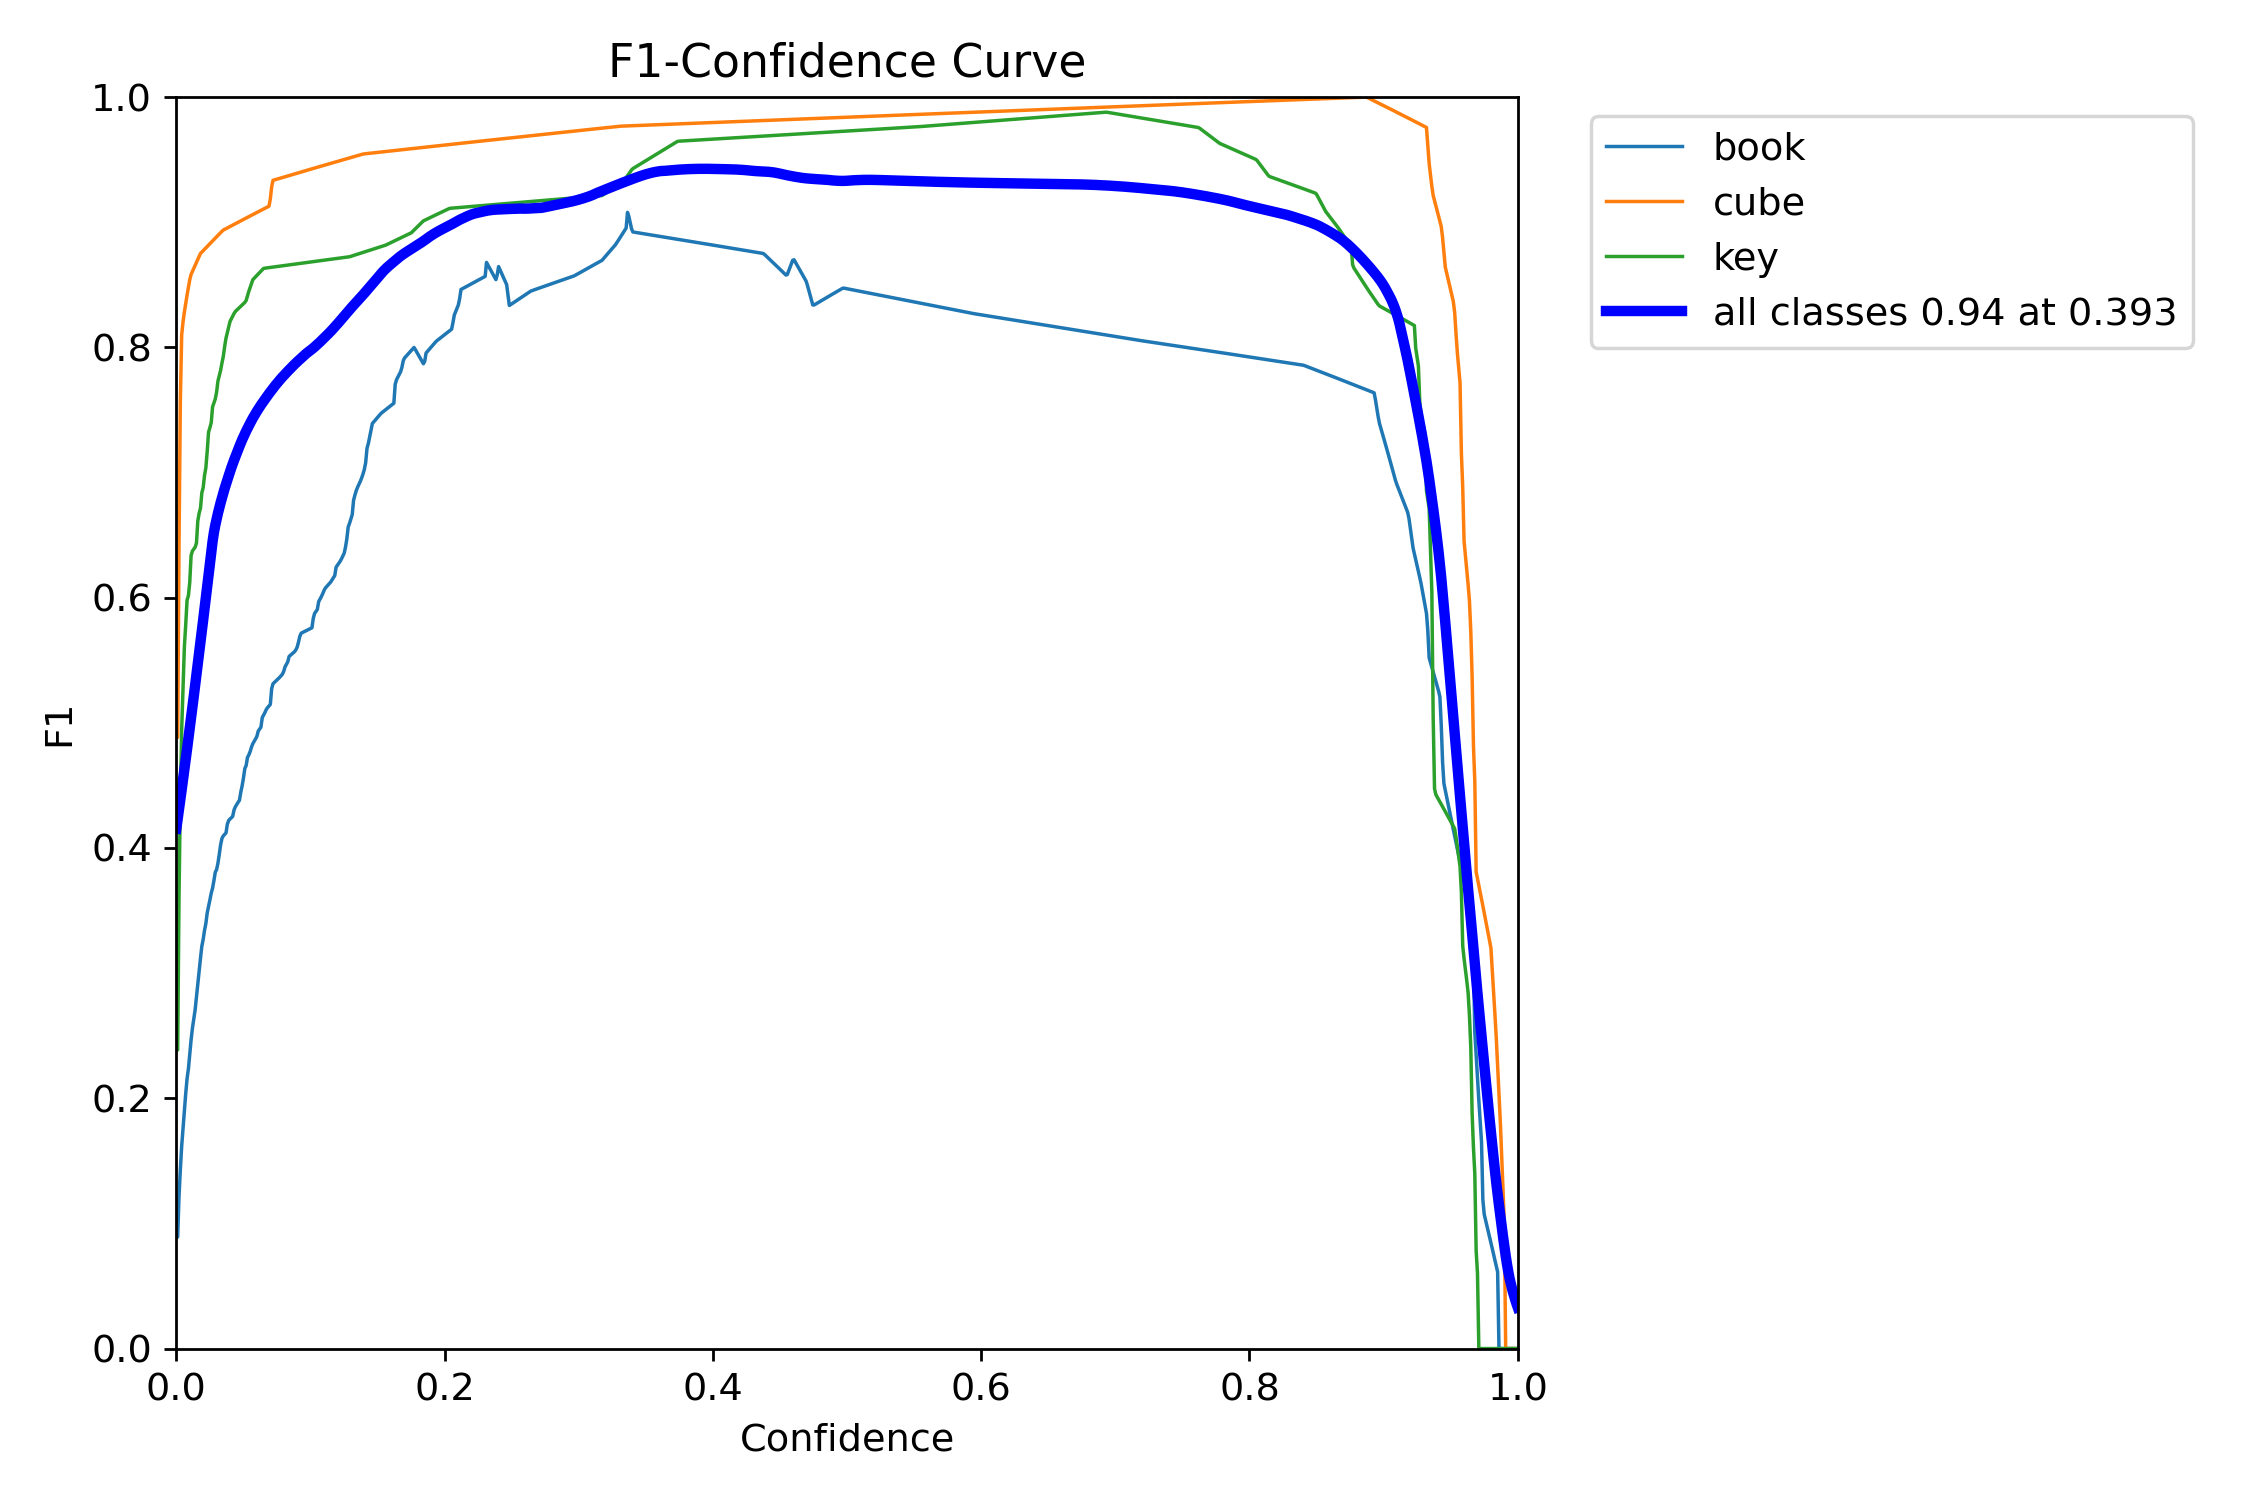 F1-Confidence Curve
1.0
0.8
0.6
0.4
0.2
0.0
F1
0.0 0.2 0.4 0.6 0.8 1.0
Confidence
book
cube
key
all classes 0.94 at 0.393